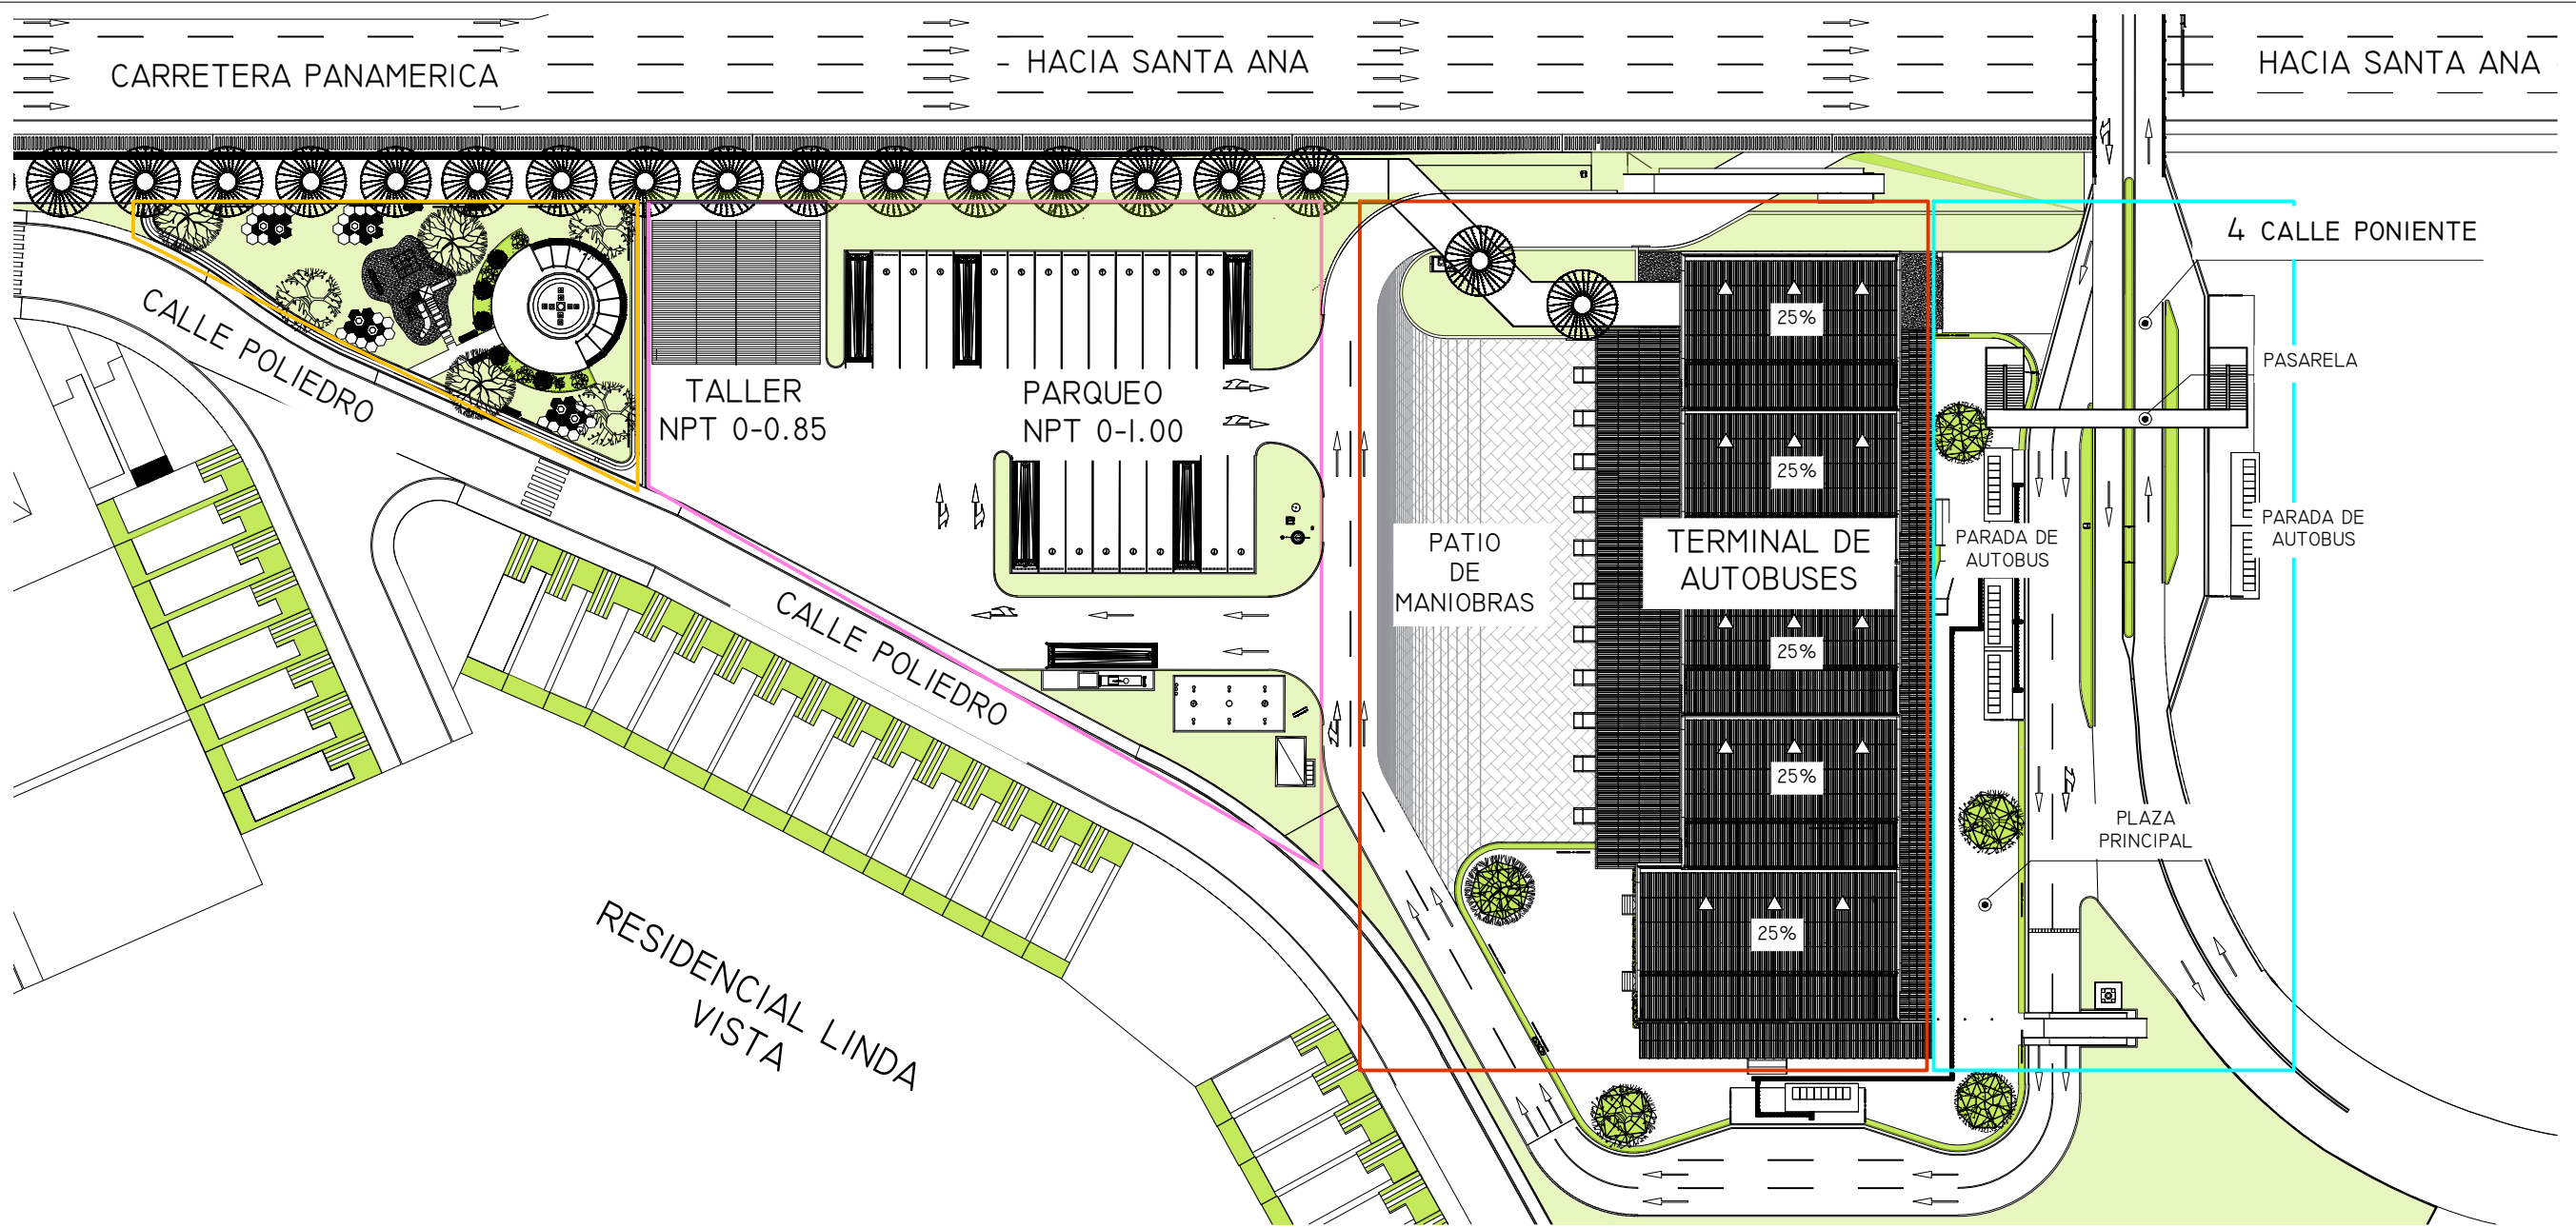 CARRETERA PANAMERICA
- HACIA SANTA ANA
HACIA SANTA ANA
4 CALLE PONIENTE
CALLE POLIEDRO
TALLER
NPT 0-0.85
PARQUEO
NPT 0-1.00
25%
PASARELA
25%
PATIO
DE
MANIOBRAS
TERMINAL DE
AUTOBUSES
PARADA DE
AUTOBUS
PARADA DE
AUTOBUS
CALLE POLIEDRO
25%
25%
PLAZA
PRINCIPAL
25%
RESIDENCIAL LINDA
VISTA